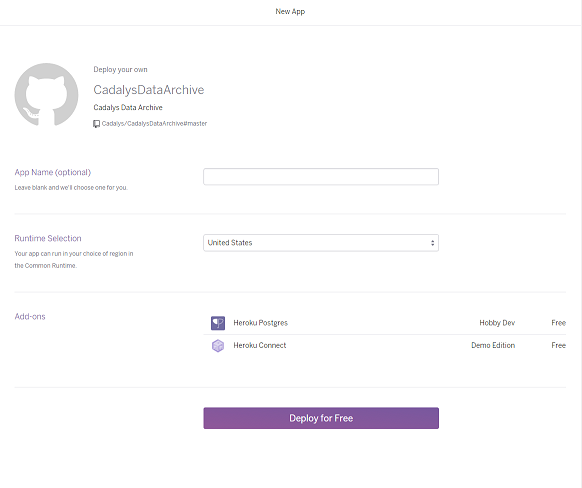 New App
Deploy your own
CadalysDataArchive
Cadalys Data Archive
Cadalys/CadalysDataArchive#master
App Name (optional)
Leave blank and we'll choose one for you.
Runtime Selection
United States
Your app can run in your choice of region in
the Common Runtime.
Add-ons
Heroku Postgres Hobby Dev Free
Heroku Connect Demo Edition Free
Deploy for Free